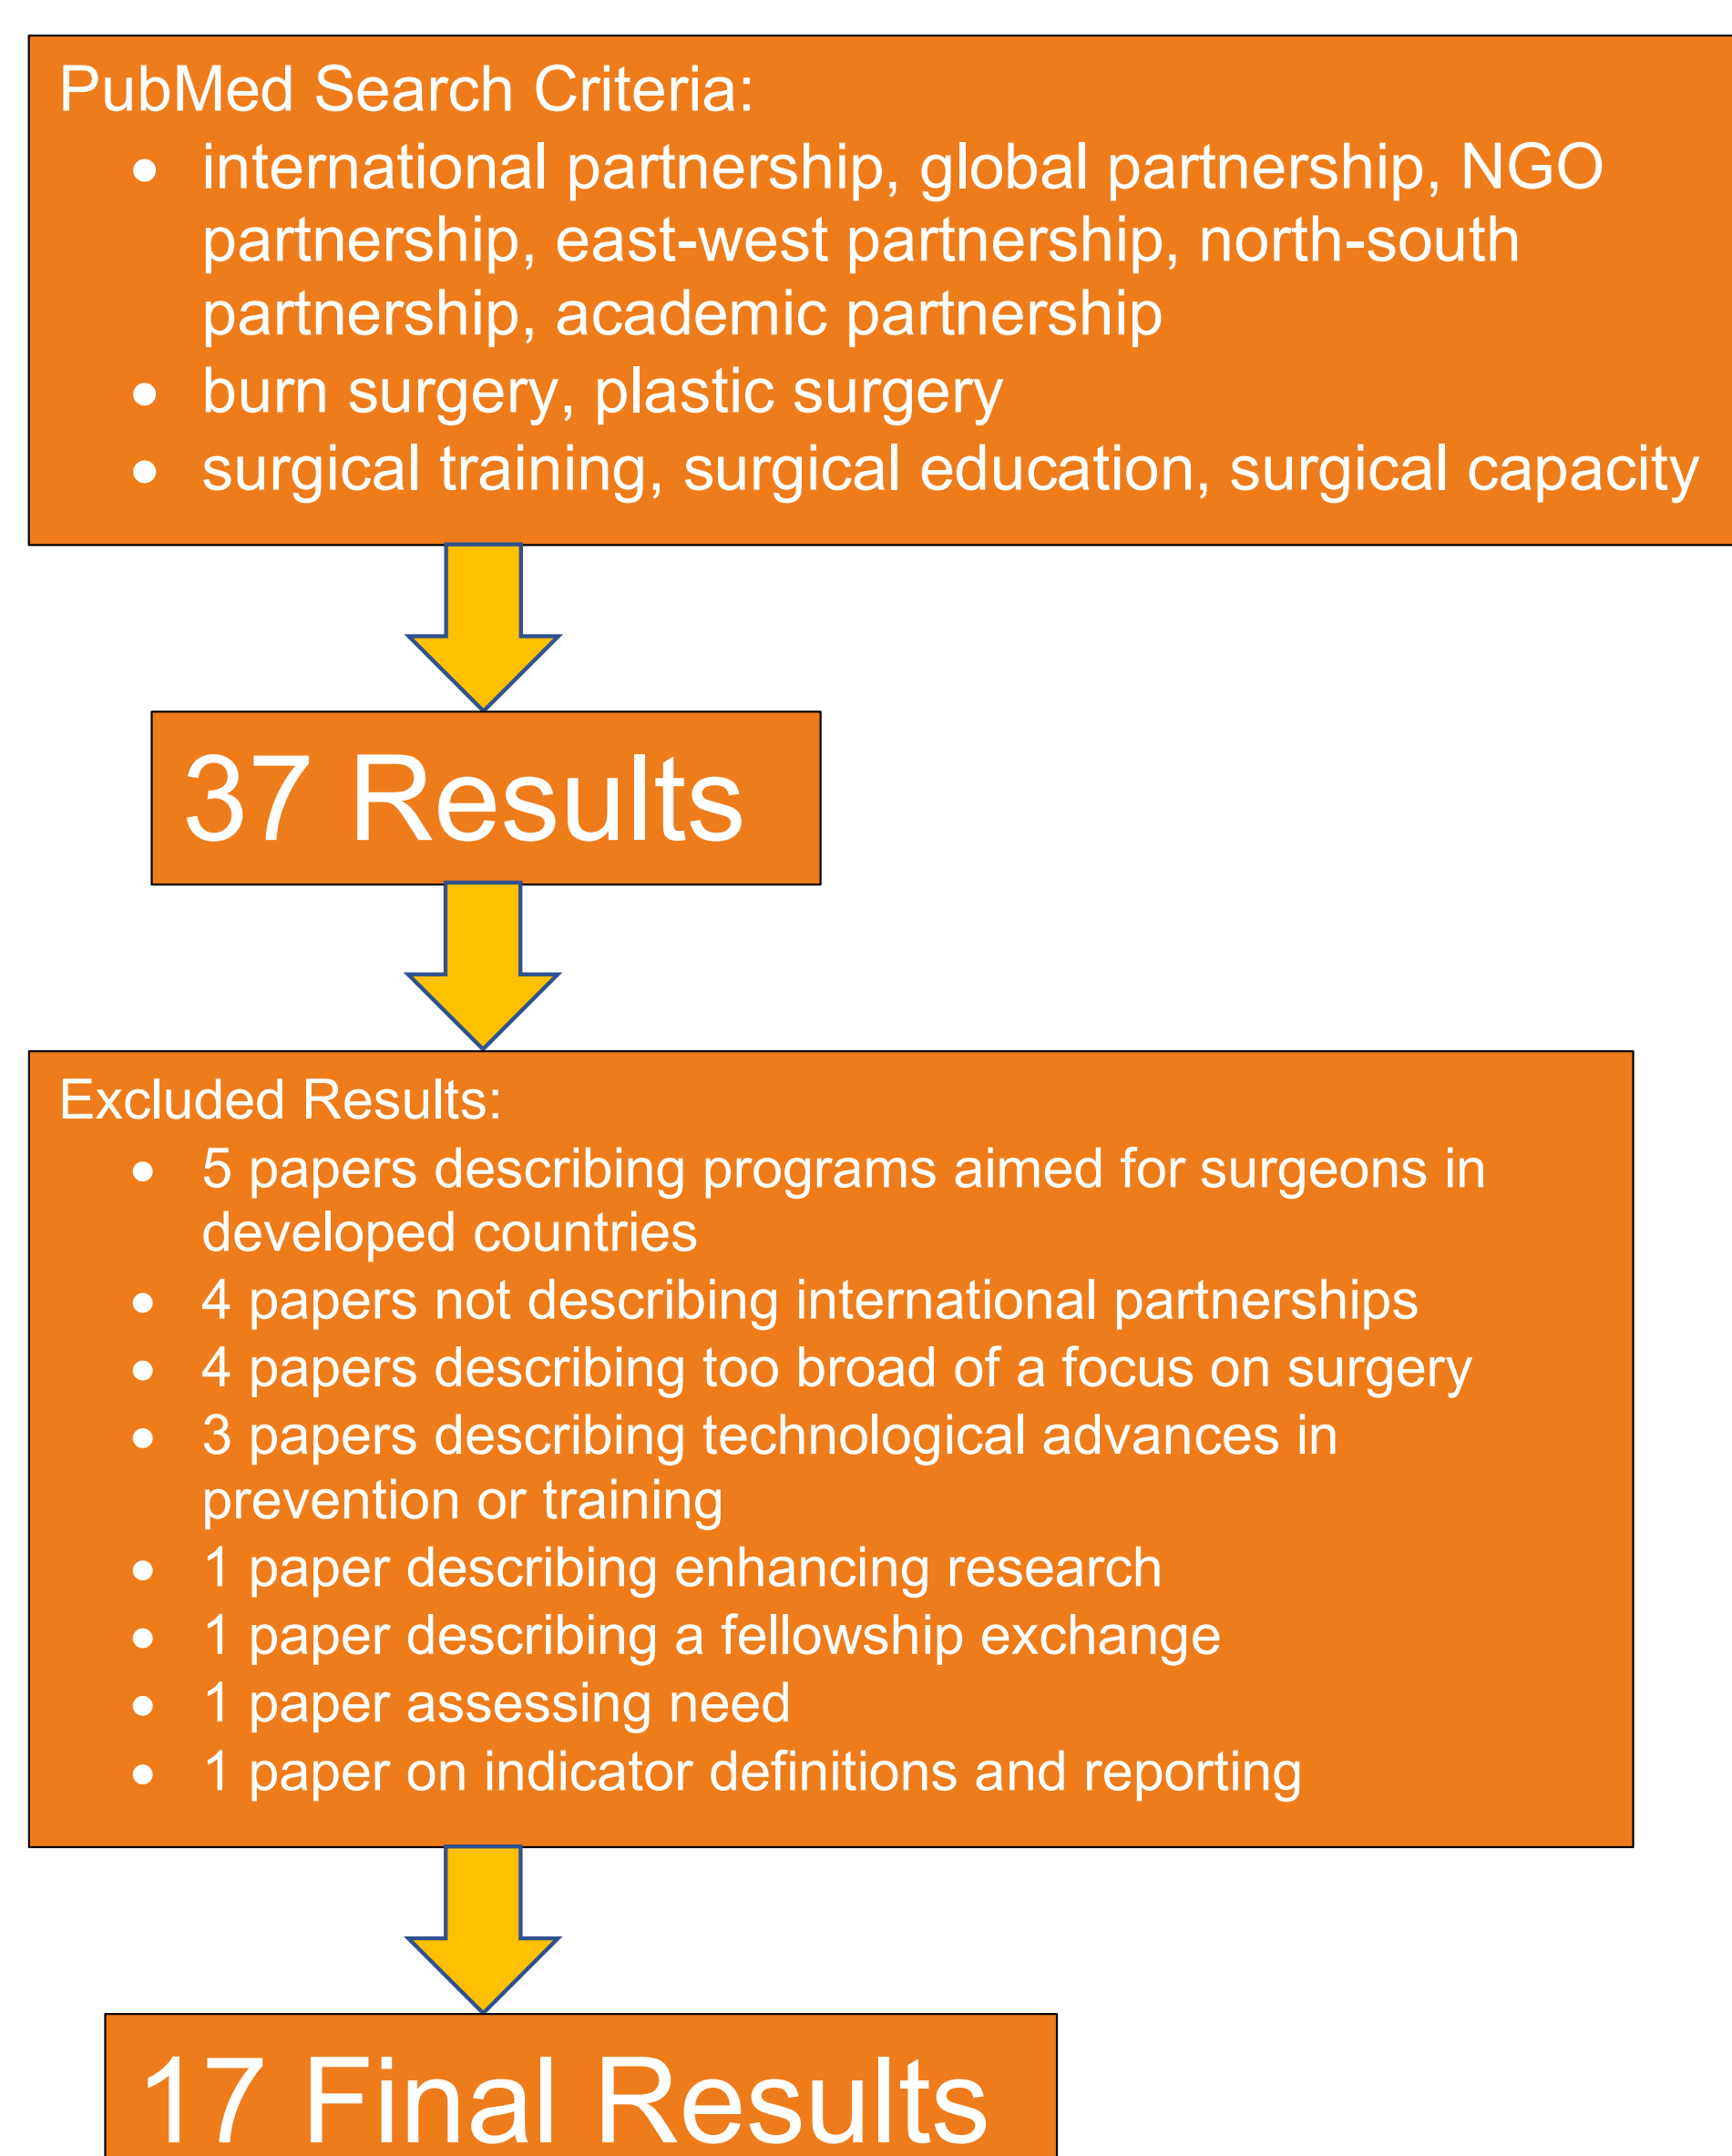 PubMed Search Criteria:
● international partnership, global partnership, NGO
partnership, east-west partnership, north-south
partnership, academic partnership
● burn surgery, plastic surgery
● surgical training, surgical education, surgical capacity
37 Results
Excluded Results:
● 5 papers describing programs aimed for surgeons in
developed countries
● 4 papers not describing international partnerships
● 4 papers describing too broad of a focus on surgery
● 3 papers describing technological advances in
prevention or training
● 1 paper describing enhancing research
● 1 paper describing a fellowship exchange
● 1 paper assessing need
● 1 paper on indicator definitions and reporting
17 Final Results